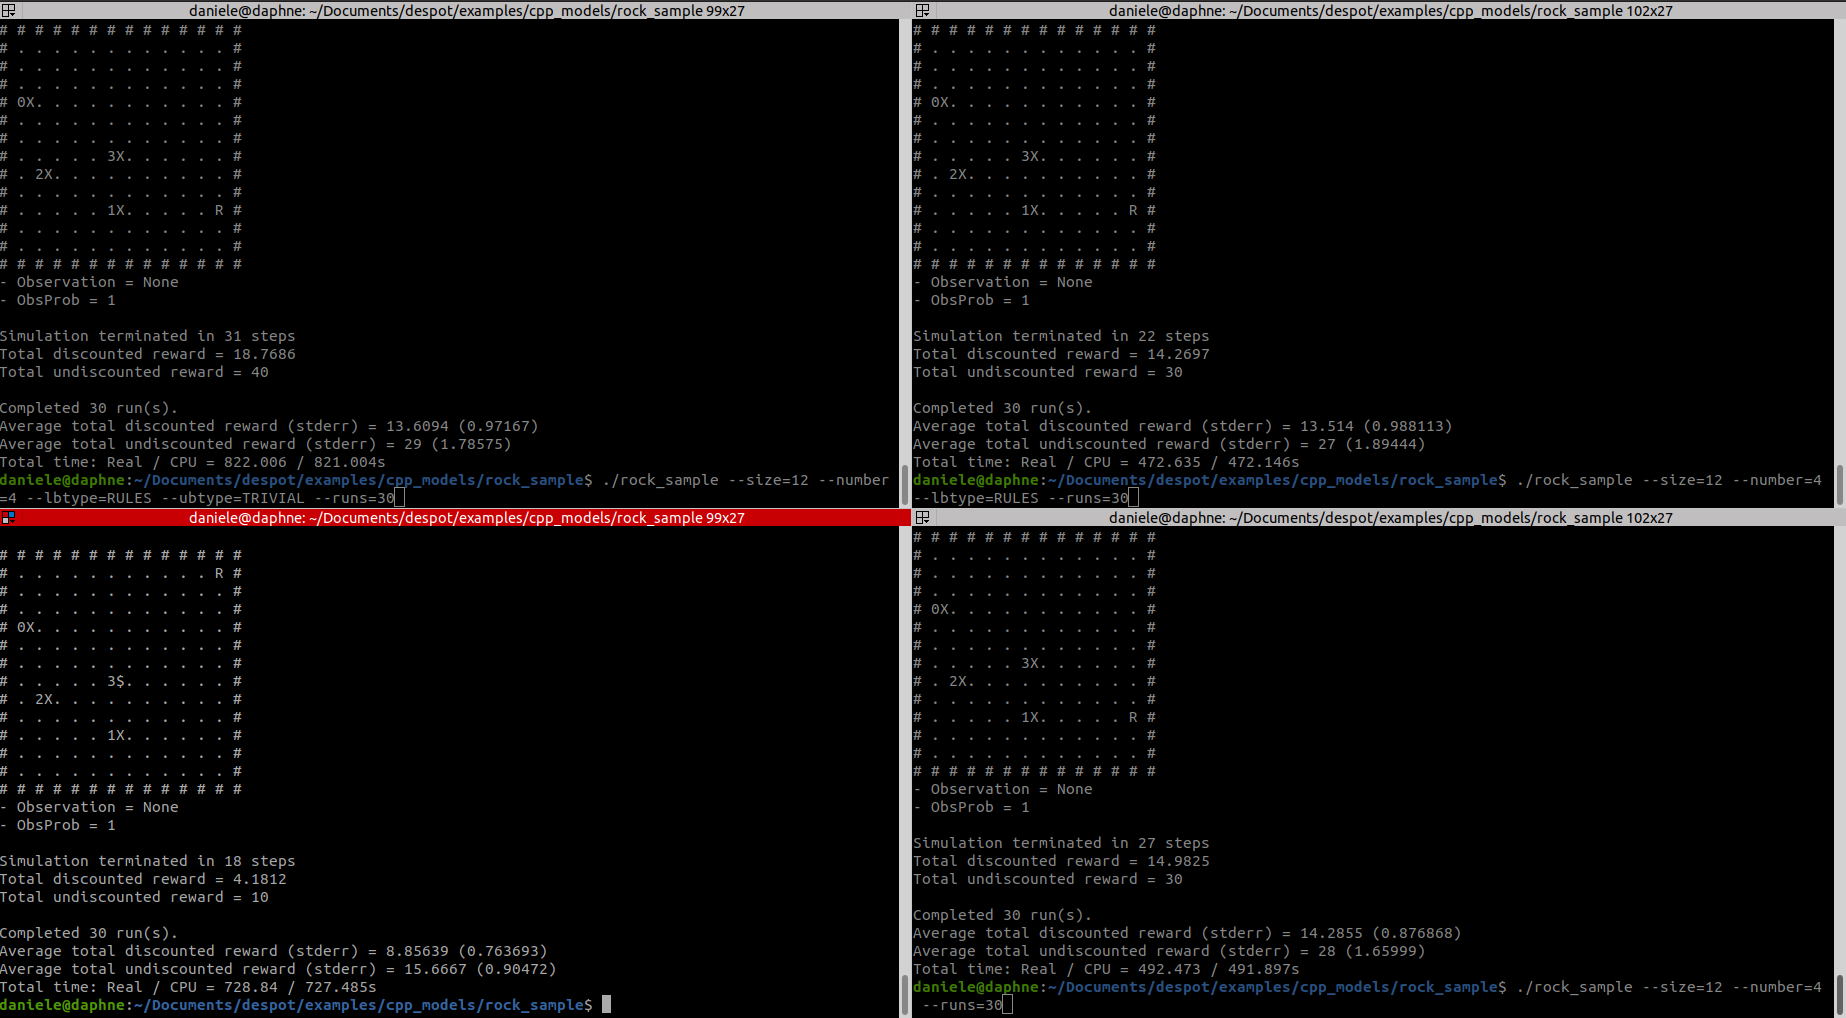 daniele@daphne: ~/Documents/despot/examples/cpp_models/rock_sample 99x27
# # # # # # # # # # # # # #
# . . . . . . . . . . . . #
# . . . . . . . . . . . . #
# . . . . . . . . . . . . #
# 0X. . . . . . . . . . . #
# . . . . . . . . . . . . #
# . . . . . . . . . . . . #
# . . . . . 3X. . . . . . #
# . 2X. . . . . . . . . . #
# . . . . . . . . . . . . #
# . . . . . 1X. . . . . R #
# . . . . . . . . . . . . #
# . . . . . . . . . . . . #
# # # # # # # # # # # # # #
- Observation = None
- ObsProb = 1
Simulation terminated in 31 steps
Total discounted reward = 18.7686
Total undiscounted reward = 40
Completed 30 run(s).
Average total discounted reward (stderr) = 13.6094 (0.97167)
Average total undiscounted reward (stderr) = 29 (1.78575)
Total time: Real / CPU = 822.006 / 821.004s
daniele@daphne:~/Documents/despot/examples/cpp_models/rock_sample$ ./rock_sample --size=12 --number
=4 --lbtype=RULES --ubtype=TRIVIAL --runs=30
daniele@daphne: ~/Documents/despot/examples/cpp_models/rock_sample 102x27
# # # # # # # # # # # # # #
# . . . . . . . . . . . . #
# . . . . . . . . . . . . #
# . . . . . . . . . . . . #
# 0X. . . . . . . . . . . #
# . . . . . . . . . . . . #
# . . . . . . . . . . . . #
# . . . . . 3X. . . . . . #
# . 2X. . . . . . . . . . #
# . . . . . . . . . . . . #
# . . . . . 1X. . . . . R #
# . . . . . . . . . . . . #
# . . . . . . . . . . . . #
# # # # # # # # # # # # # #
- Observation = None
- ObsProb = 1
Simulation terminated in 22 steps
Total discounted reward = 14.2697
Total undiscounted reward = 30
Completed 30 run(s).
Average total discounted reward (stderr) = 13.514 (0.988113)
Average total undiscounted reward (stderr) = 27 (1.89444)
Total time: Real / CPU = 472.635 / 472.146s
daniele@daphne:~/Documents/despot/examples/cpp_models/rock_sample$ ./rock_sample --size=12 --number=4
--lbtype=RULES --runs=30
daniele@daphne: ~/Documents/despot/examples/cpp_models/rock_sample 99x27
# # # # # # # # # # # # # #
# . . . . . . . . . . . R #
# . . . . . . . . . . . . #
# . . . . . . . . . . . . #
# 0X. . . . . . . . . . . #
# . . . . . . . . . . . . #
# . . . . . . . . . . . . #
# . . . . . 3$. . . . . . #
# . 2X. . . . . . . . . . #
# . . . . . . . . . . . . #
# . . . . . 1X. . . . . . #
# . . . . . . . . . . . . #
# . . . . . . . . . . . . #
# # # # # # # # # # # # # #
- Observation = None
- ObsProb = 1
Simulation terminated in 18 steps
Total discounted reward = 4.1812
Total undiscounted reward = 10
Completed 30 run(s).
Average total discounted reward (stderr) = 8.85639 (0.763693)
Average total undiscounted reward (stderr) = 15.6667 (0.90472)
Total time: Real / CPU = 728.84 / 727.485s
daniele@daphne:~/Documents/despot/examples/cpp_models/rock_sample$
daniele@daphne: ~/Documents/despot/examples/cpp_models/rock_sample 102x27
# # # # # # # # # # # # # #
# . . . . . . . . . . . . #
# . . . . . . . . . . . . #
# . . . . . . . . . . . . #
# 0X. . . . . . . . . . . #
# . . . . . . . . . . . . #
# . . . . . . . . . . . . #
# . . . . . 3X. . . . . . #
# . 2X. . . . . . . . . . #
# . . . . . . . . . . . . #
# . . . . . 1X. . . . . R #
# . . . . . . . . . . . . #
# . . . . . . . . . . . . #
# # # # # # # # # # # # # #
- Observation = None
- ObsProb = 1
Simulation terminated in 27 steps
Total discounted reward = 14.9825
Total undiscounted reward = 30
Completed 30 run(s).
Average total discounted reward (stderr) = 14.2855 (0.876868)
Average total undiscounted reward (stderr) = 28 (1.65999)
Total time: Real / CPU = 492.473 / 491.897s
daniele@daphne:~/Documents/despot/examples/cpp_models/rock_sample$ ./rock_sample --size=12 --number=4
--runs=30